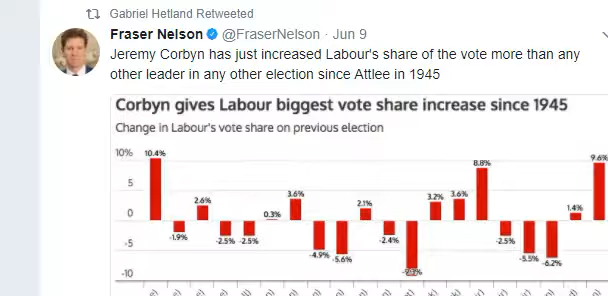 Gabriel Hetland Retweeted
Fraser Nelson @FraserNelson · Jun 9
Jeremy Corbyn has just increased Labour's share of the vote more than any
other leader in any other election since Attlee in 1945
Corbyn gives Labour biggest vote share increase since 1945
Change in Labour's vote share on previous election
10% 10.4% 9.6%
8.8%
5
3.6% 3.2% 3.6%
2.6% 2.1%
0.3% 1.4%
0
-1.9% -2.5% -2.5% -2.4% -2.5%
-5
-4.9% -5.6% -5.5% -6.2%
-10